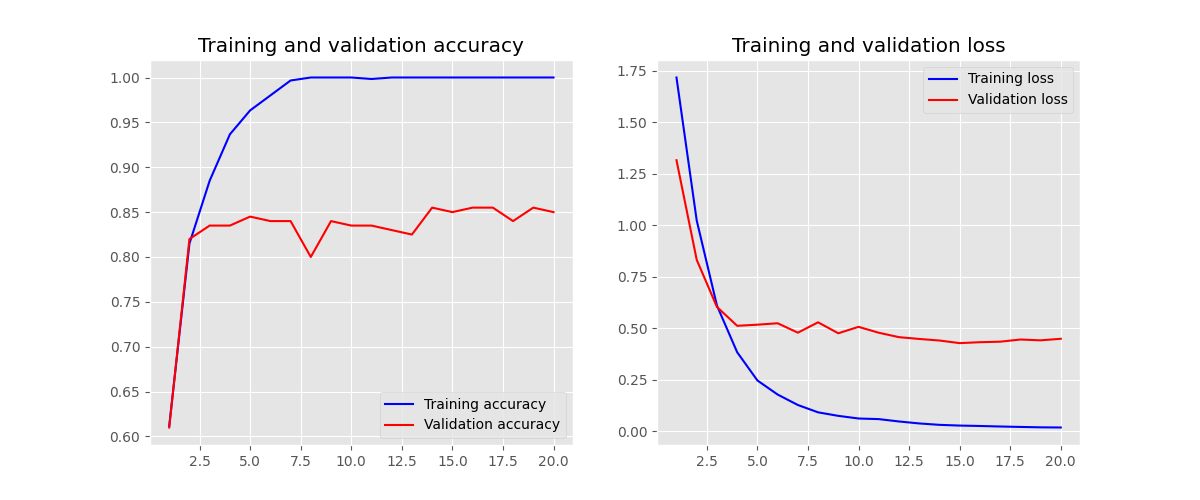 Training and validation accuracy
1.00
0.95
0.90
0.85
0.80
0.75
0.70
0.65
0.60
Training accuracy
Validation accuracy
2.5 5.0 7.5 10.0 12.5 15.0 17.5 20.0
Training and validation loss
1.75
1.50
1.25
1.00
0.75
0.50
0.25
0.00
Training loss
Validation loss
2.5 5.0 7.5 10.0 12.5 15.0 17.5 20.0